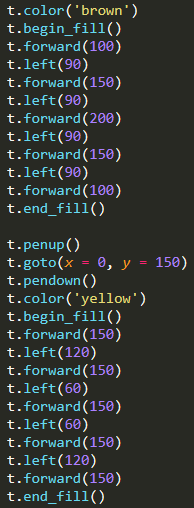 t.color('brown')
t.begin_fill()
t.forward(100)
t.left(90)
t.forward(150)
t.left(90)
t.forward(200)
t.left(90)
t.forward(150)
t.left(90)
t.forward(100)
t.end_fill()

t.penup()
t.goto(x = 0, y = 150)
t.pendown()
t.color('yellow')
t.begin_fill()
t.forward(150)
t.left(120)
t.forward(150)
t.left(60)
t.forward(150)
t.left(60)
t.forward(150)
t.left(120)
t.forward(150)
t.end_fill()